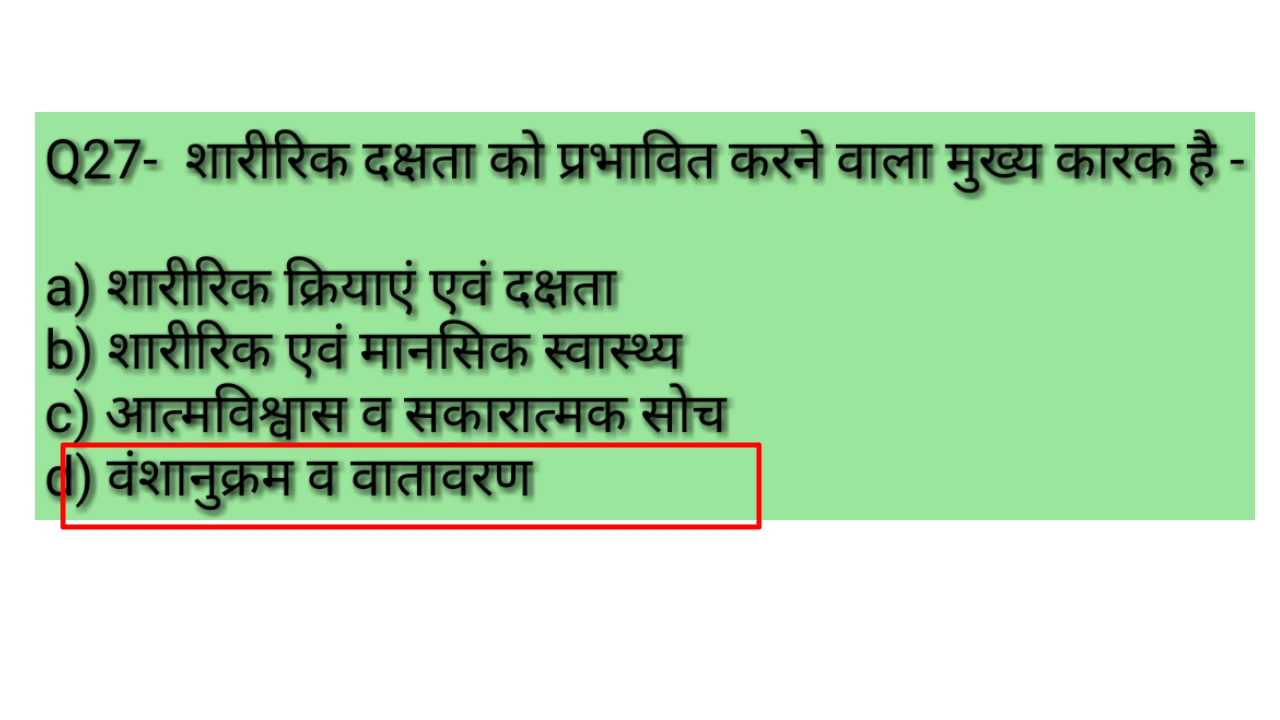 Q27- शारीरिक दक्षता को प्रभावित करने वाला मुख्य कारक है -
a) शारीरिक क्रियाएं एवं दक्षता
b) शारीरिक एवं मानसिक स्वास्थ्य
c) आत्मविश्वास व सकारात्मक सोच
d) वंशानुक्रम व वातावरण